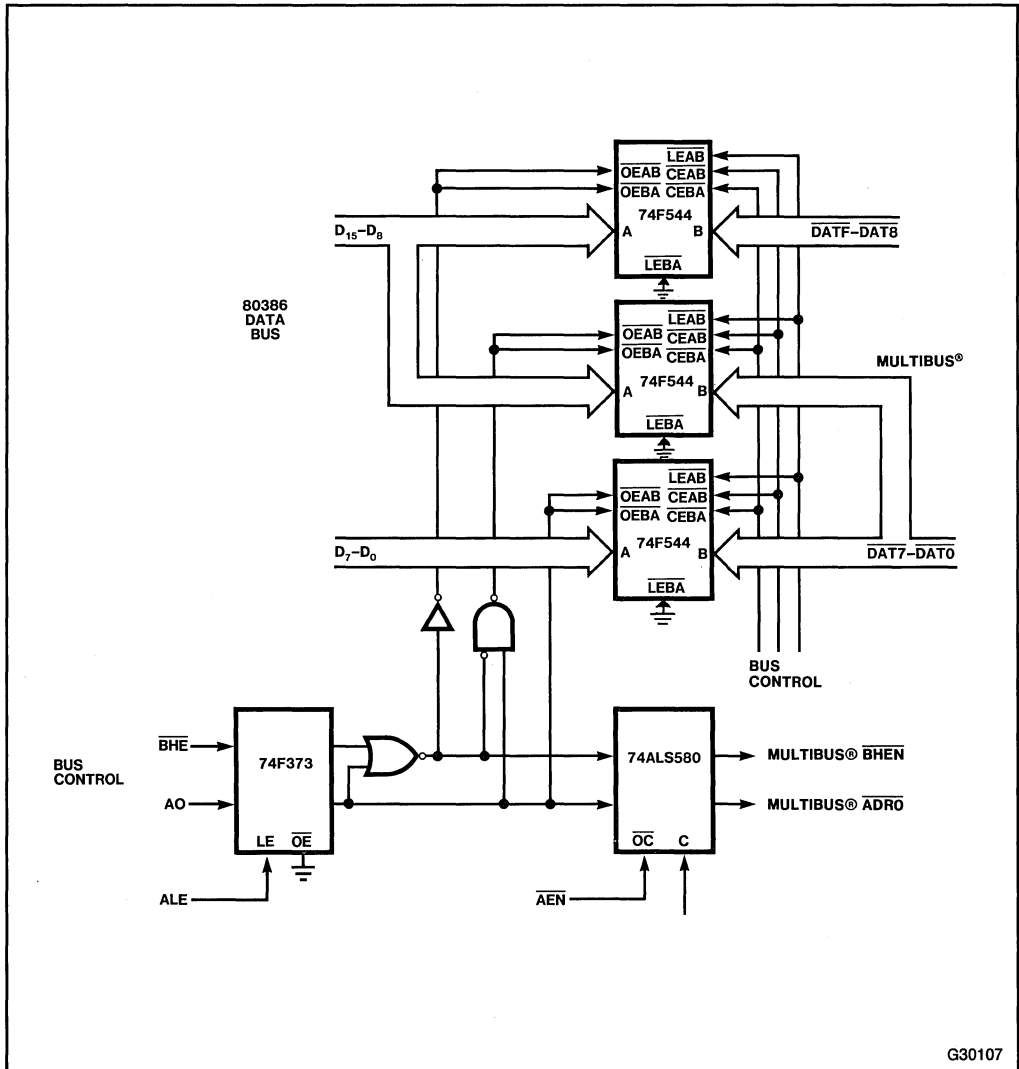 LEAB
OEAB CEAB
OEBA CEBA
74F544
D15-D8
A B
DATF-DAT8
LEBA
80386
DATA
BUS
LEAB
OEAB CEAB
OEBA CEBA
MULTIBUS®
74F544
A B
LEBA
LEAB
OEAB CEAB
OEBA CEBA
74F544
D7-D0
A B
DAT7-DAT0
LEBA
BUS
CONTROL
BHE
74F373
74ALS580
MULTIBUS® BHEN
BUS
CONTROL
AO
MULTIBUS® ADRO
LE OE
OC C
ALE
AEN
G30107